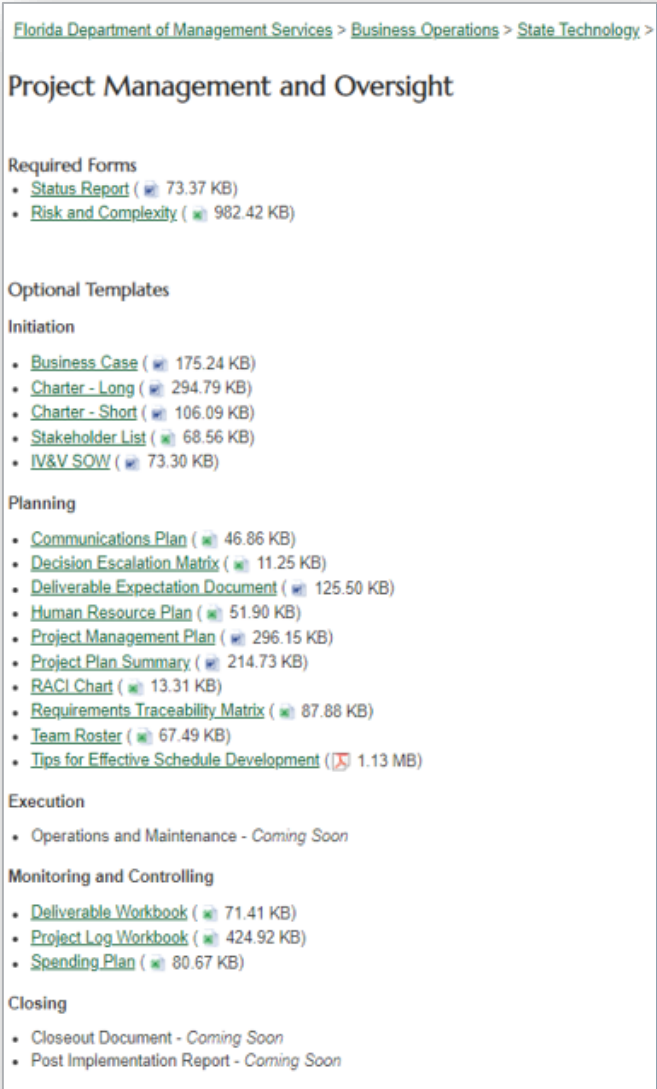 Florida Department of Management Services > Business Operations > State Technology >
Project Management and Oversight
Required Forms
• Status Report ( 73.37 KB)
• Risk and Complexity ( 982.42 KB)
Optional Templates
Initiation
• Business Case ( 175.24 KB)
• Charter - Long ( 294.79 KB)
• Charter - Short ( 106.09 KB)
• Stakeholder List ( 68.56 KB)
• IV&V SOW ( 73.30 KB)
Planning
• Communications Plan ( 46.86 KB)
• Decision Escalation Matrix ( 11.25 KB)
• Deliverable Expectation Document ( 125.50 KB)
• Human Resource Plan ( 51.90 KB)
• Project Management Plan ( 296.15 KB)
• Project Plan Summary ( 214.73 KB)
• RACI Chart ( 13.31 KB)
• Requirements Traceability Matrix ( 87.88 KB)
• Team Roster ( 67.49 KB)
• Tips for Effective Schedule Development ( 1.13 MB)
Execution
• Operations and Maintenance - Coming Soon
Monitoring and Controlling
• Deliverable Workbook ( 71.41 KB)
• Project Log Workbook ( 424.92 KB)
• Spending Plan ( 80.67 KB)
Closing
• Closeout Document - Coming Soon
• Post Implementation Report - Coming Soon